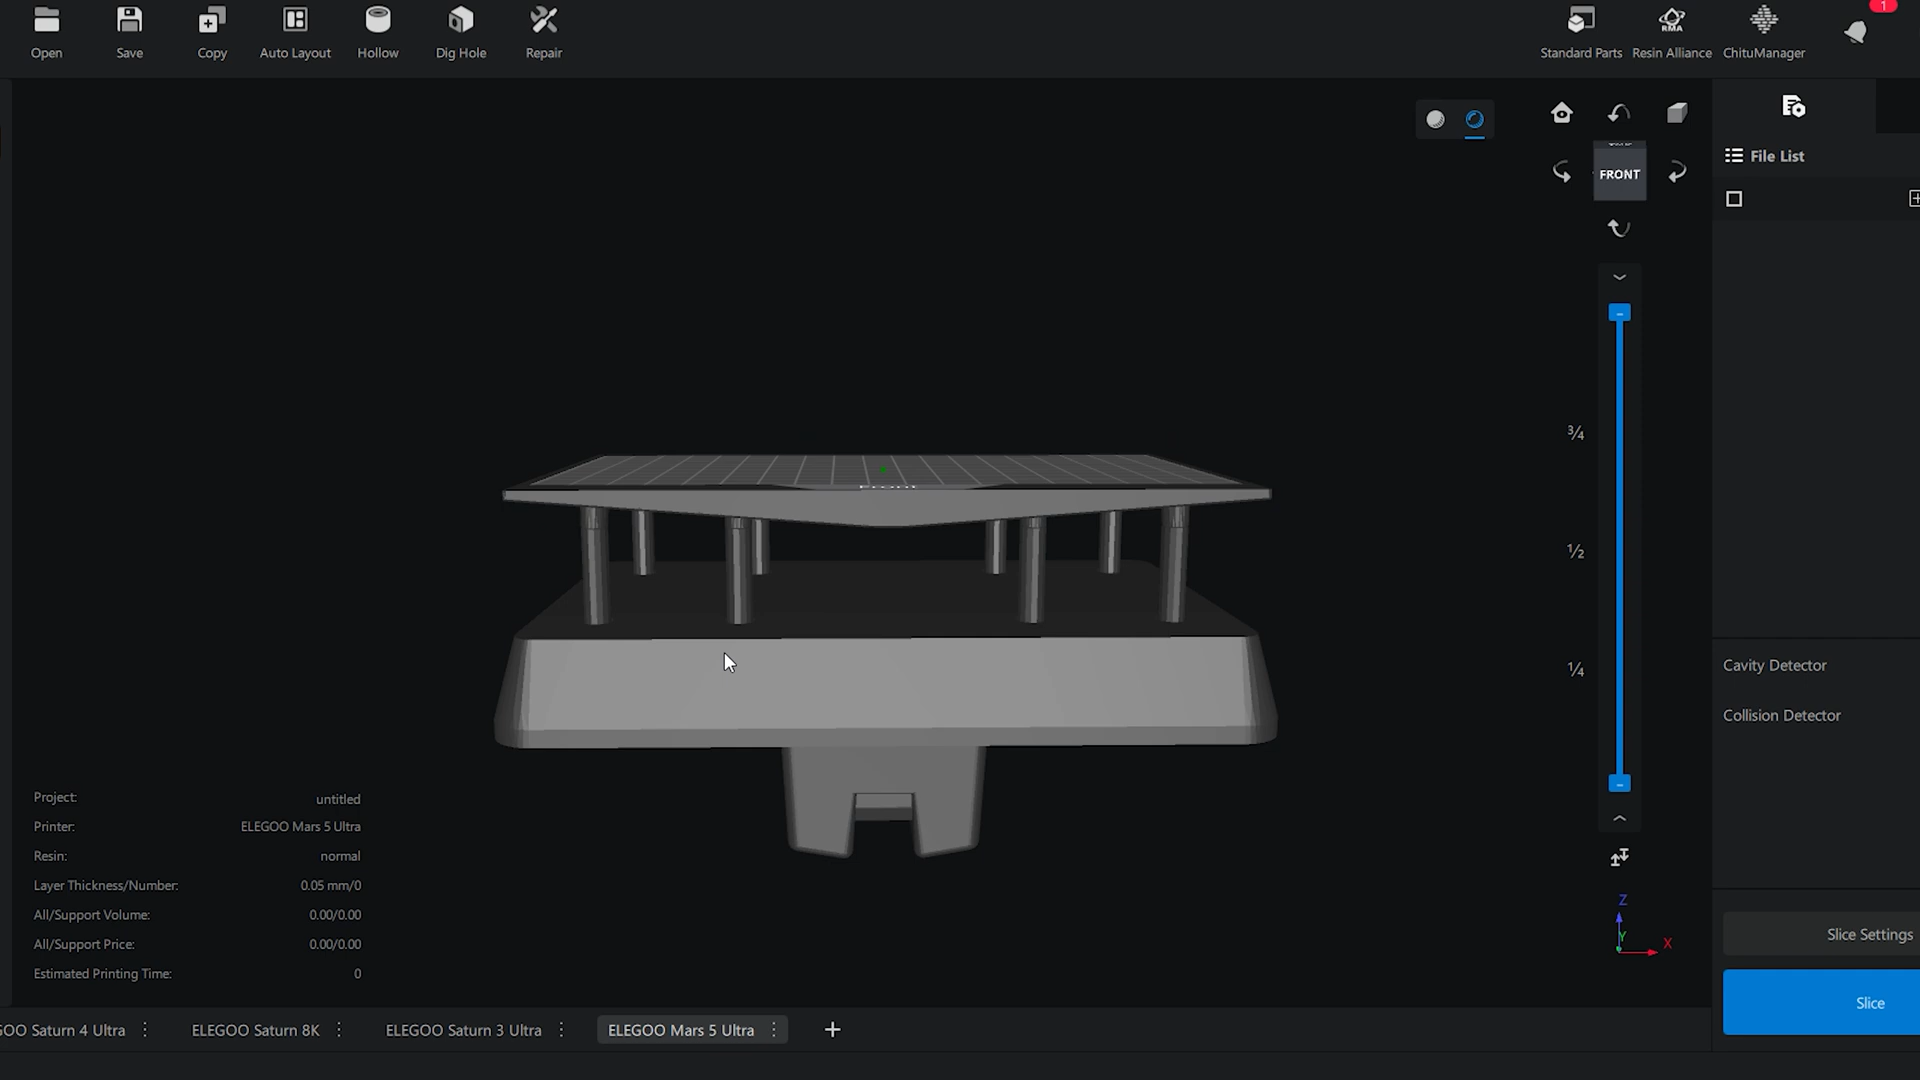 Open
Save
Copy
Auto Layout
Hollow
Dig Hole
Repair
Standard Parts
RMA
Resin Alliance
ChituManager
1
File List
FRONT
Front
¾
½
¼
Cavity Detector
Collision Detector
Project: untitled
Printer: ELEGOO Mars 5 Ultra
Resin: normal
Layer Thickness/Number: 0.05 mm/0
All/Support Volume: 0.00/0.00
All/Support Price: 0.00/0.00
Estimated Printing Time: 0
Z
Y
X
Slice Settings
Slice
GOO Saturn 4 Ultra
ELEGOO Saturn 8K
ELEGOO Saturn 3 Ultra
ELEGOO Mars 5 Ultra